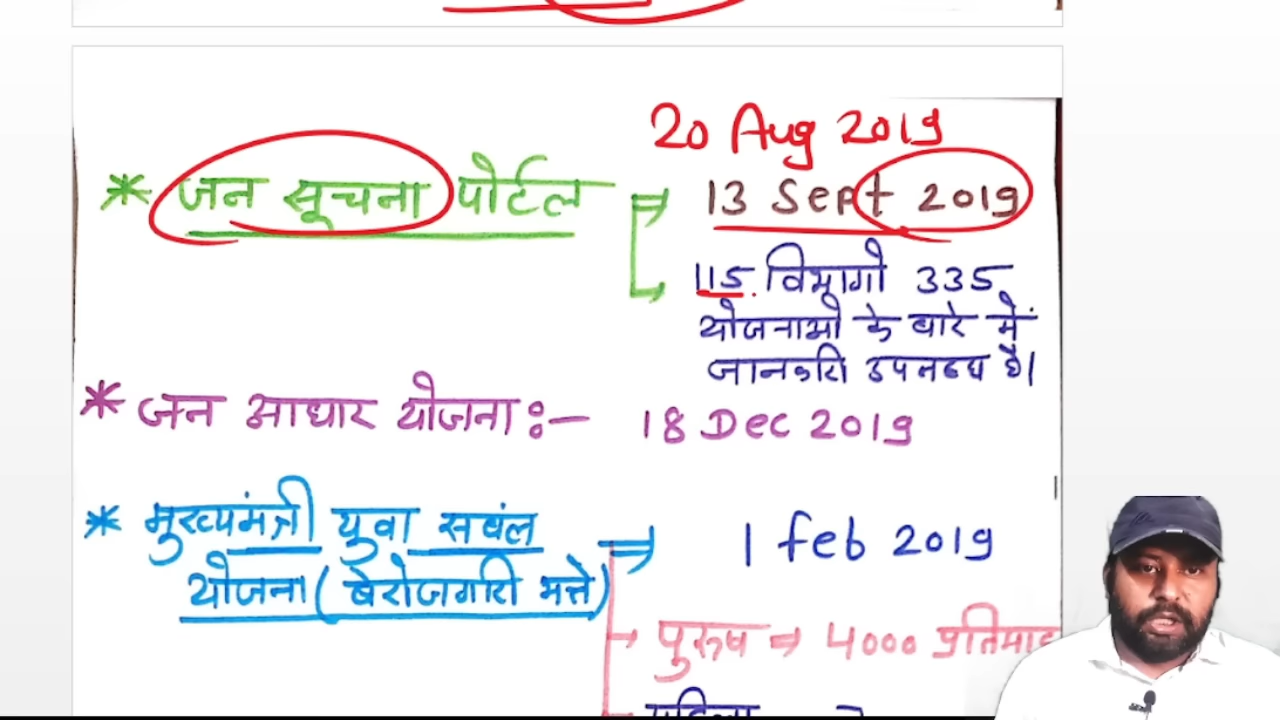 20 Aug 2019
* जन सूचना पोर्टल ⇒ 13 Sept 2019
115 विभागो 335
योजनाओ के बारे में
जानकारी उपलब्ध है।
* जन आधार योजना :- 18 Dec 2019
* मुख्यमंत्री युवा सबंल ⇒ 1 feb 2019
योजना ( बेरोजगारी भत्ते )
→ पुरुष ⇒ 4000 प्रतिमाह